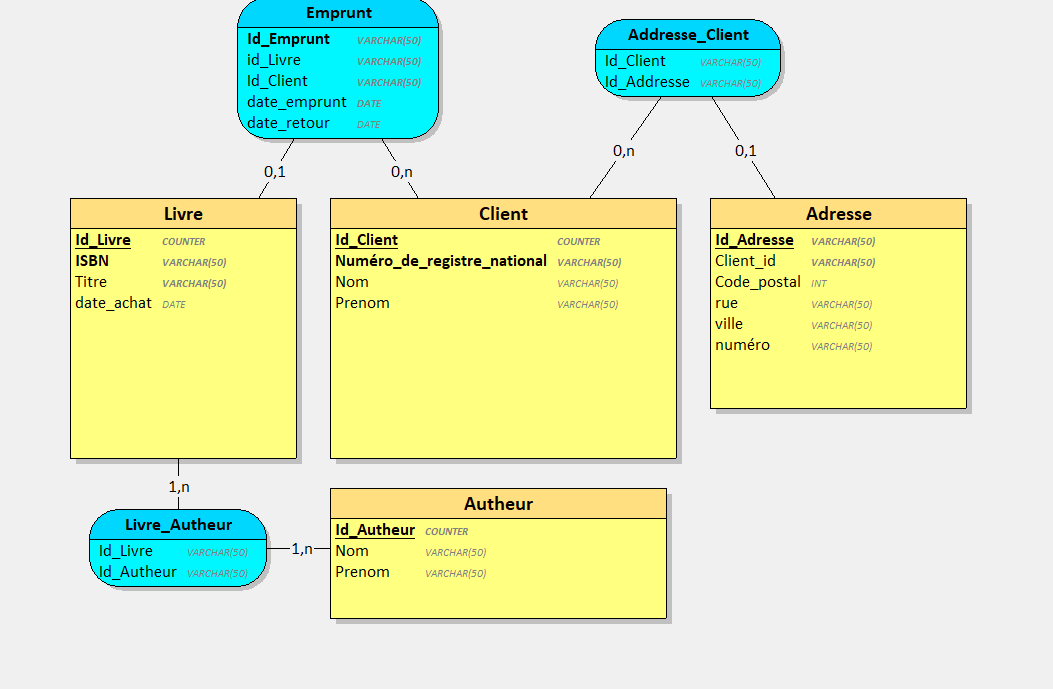 Emprunt
Id_Emprunt VARCHAR(50)
id_Livre VARCHAR(50)
Id_Client VARCHAR(50)
date_emprunt DATE
date_retour DATE
Addresse_Client
Id_Client VARCHAR(50)
Id_Addresse VARCHAR(50)
0,1
0,n
0,n
0,1
Livre
Id_Livre COUNTER
ISBN VARCHAR(50)
Titre VARCHAR(50)
date_achat DATE
Client
Id_Client COUNTER
Numéro_de_registre_national VARCHAR(50)
Nom VARCHAR(50)
Prenom VARCHAR(50)
Adresse
Id_Adresse VARCHAR(50)
Client_id VARCHAR(50)
Code_postal INT
rue VARCHAR(50)
ville VARCHAR(50)
numéro VARCHAR(50)
1,n
Livre_Autheur
Id_Livre VARCHAR(50)
Id_Autheur VARCHAR(50)
1,n
Autheur
Id_Autheur COUNTER
Nom VARCHAR(50)
Prenom VARCHAR(50)